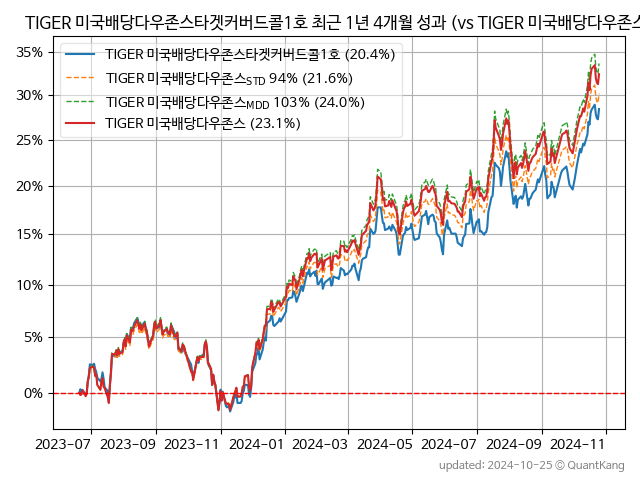 TIGER 미국배당다우존스타겟커버드콜1호 최근 1년 4개월 성과 (vs TIGER 미국배당다우존스
35%
30%
25%
20%
15%
10%
5%
0%
TIGER 미국배당다우존스타겟커버드콜1호 (20.4%)
TIGER 미국배당다우존스STD 94% (21.6%)
TIGER 미국배당다우존스MDD 103% (24.0%)
TIGER 미국배당다우존스 (23.1%)
2023-07 2023-09 2023-11 2024-01 2024-03 2024-05 2024-07 2024-09 2024-11
updated: 2024-10-25 © QuantKang